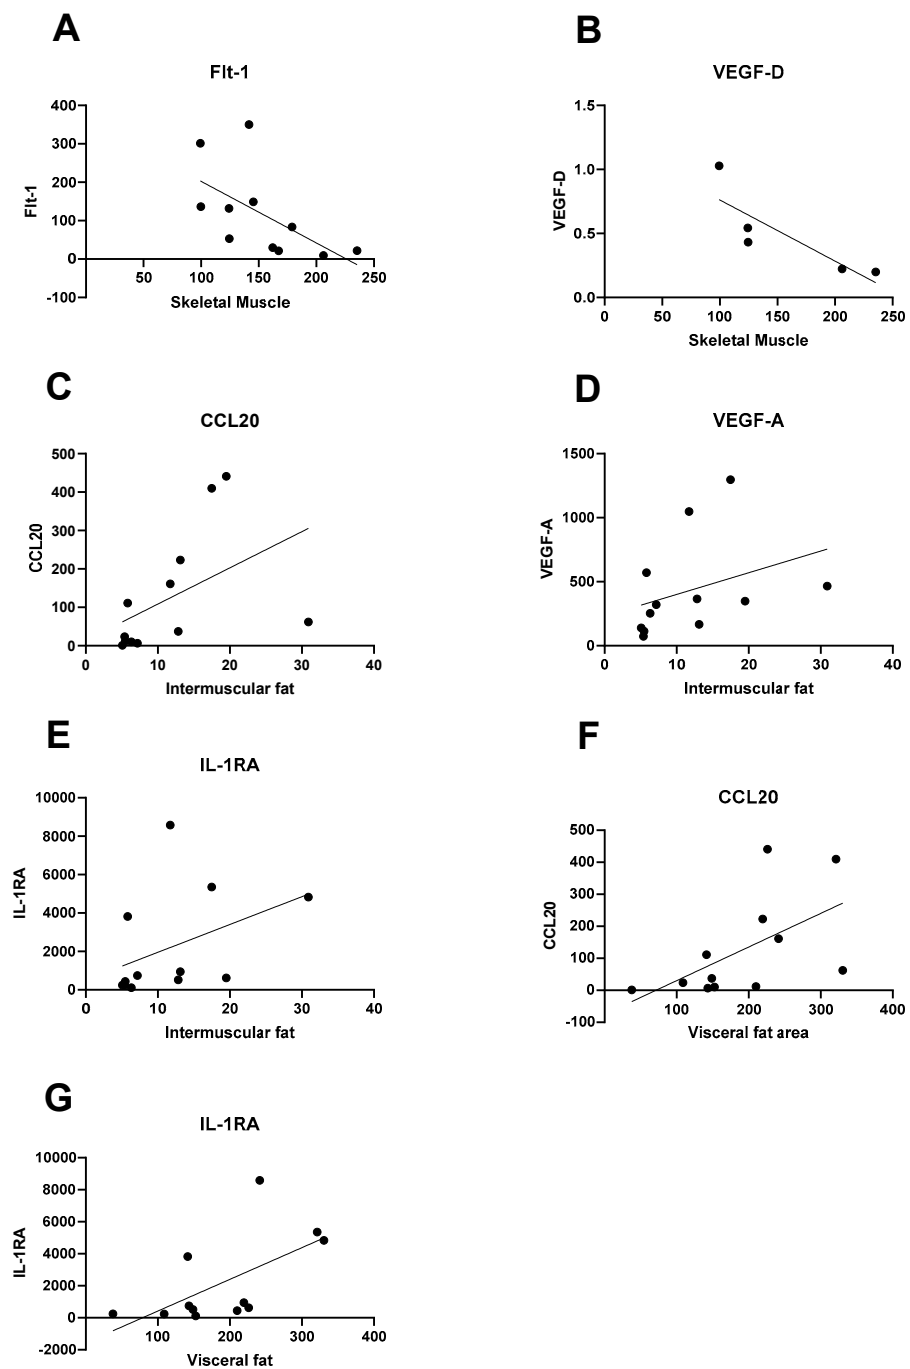 A
Flt-1
400
300
200
100
0
-100
50
100
150
200
250
Flt-1
Skeletal Muscle
B
VEGF-D
1.5
1.0
0.5
0.0
0
50
100
150
200
250
VEGF-D
Skeletal Muscle
C
CCL20
500
400
300
200
100
0
0
10
20
30
40
CCL20
Intermuscular fat
D
VEGF-A
1500
1000
500
0
0
10
20
30
40
VEGF-A
Intermuscular fat
E
IL-1RA
10000
8000
6000
4000
2000
0
0
10
20
30
40
IL-1RA
Intermuscular fat
F
CCL20
500
400
300
200
100
0
-100
100
200
300
400
CCL20
Visceral fat area
G
IL-1RA
10000
8000
6000
4000
2000
0
-2000
100
200
300
400
IL-1RA
Visceral fat